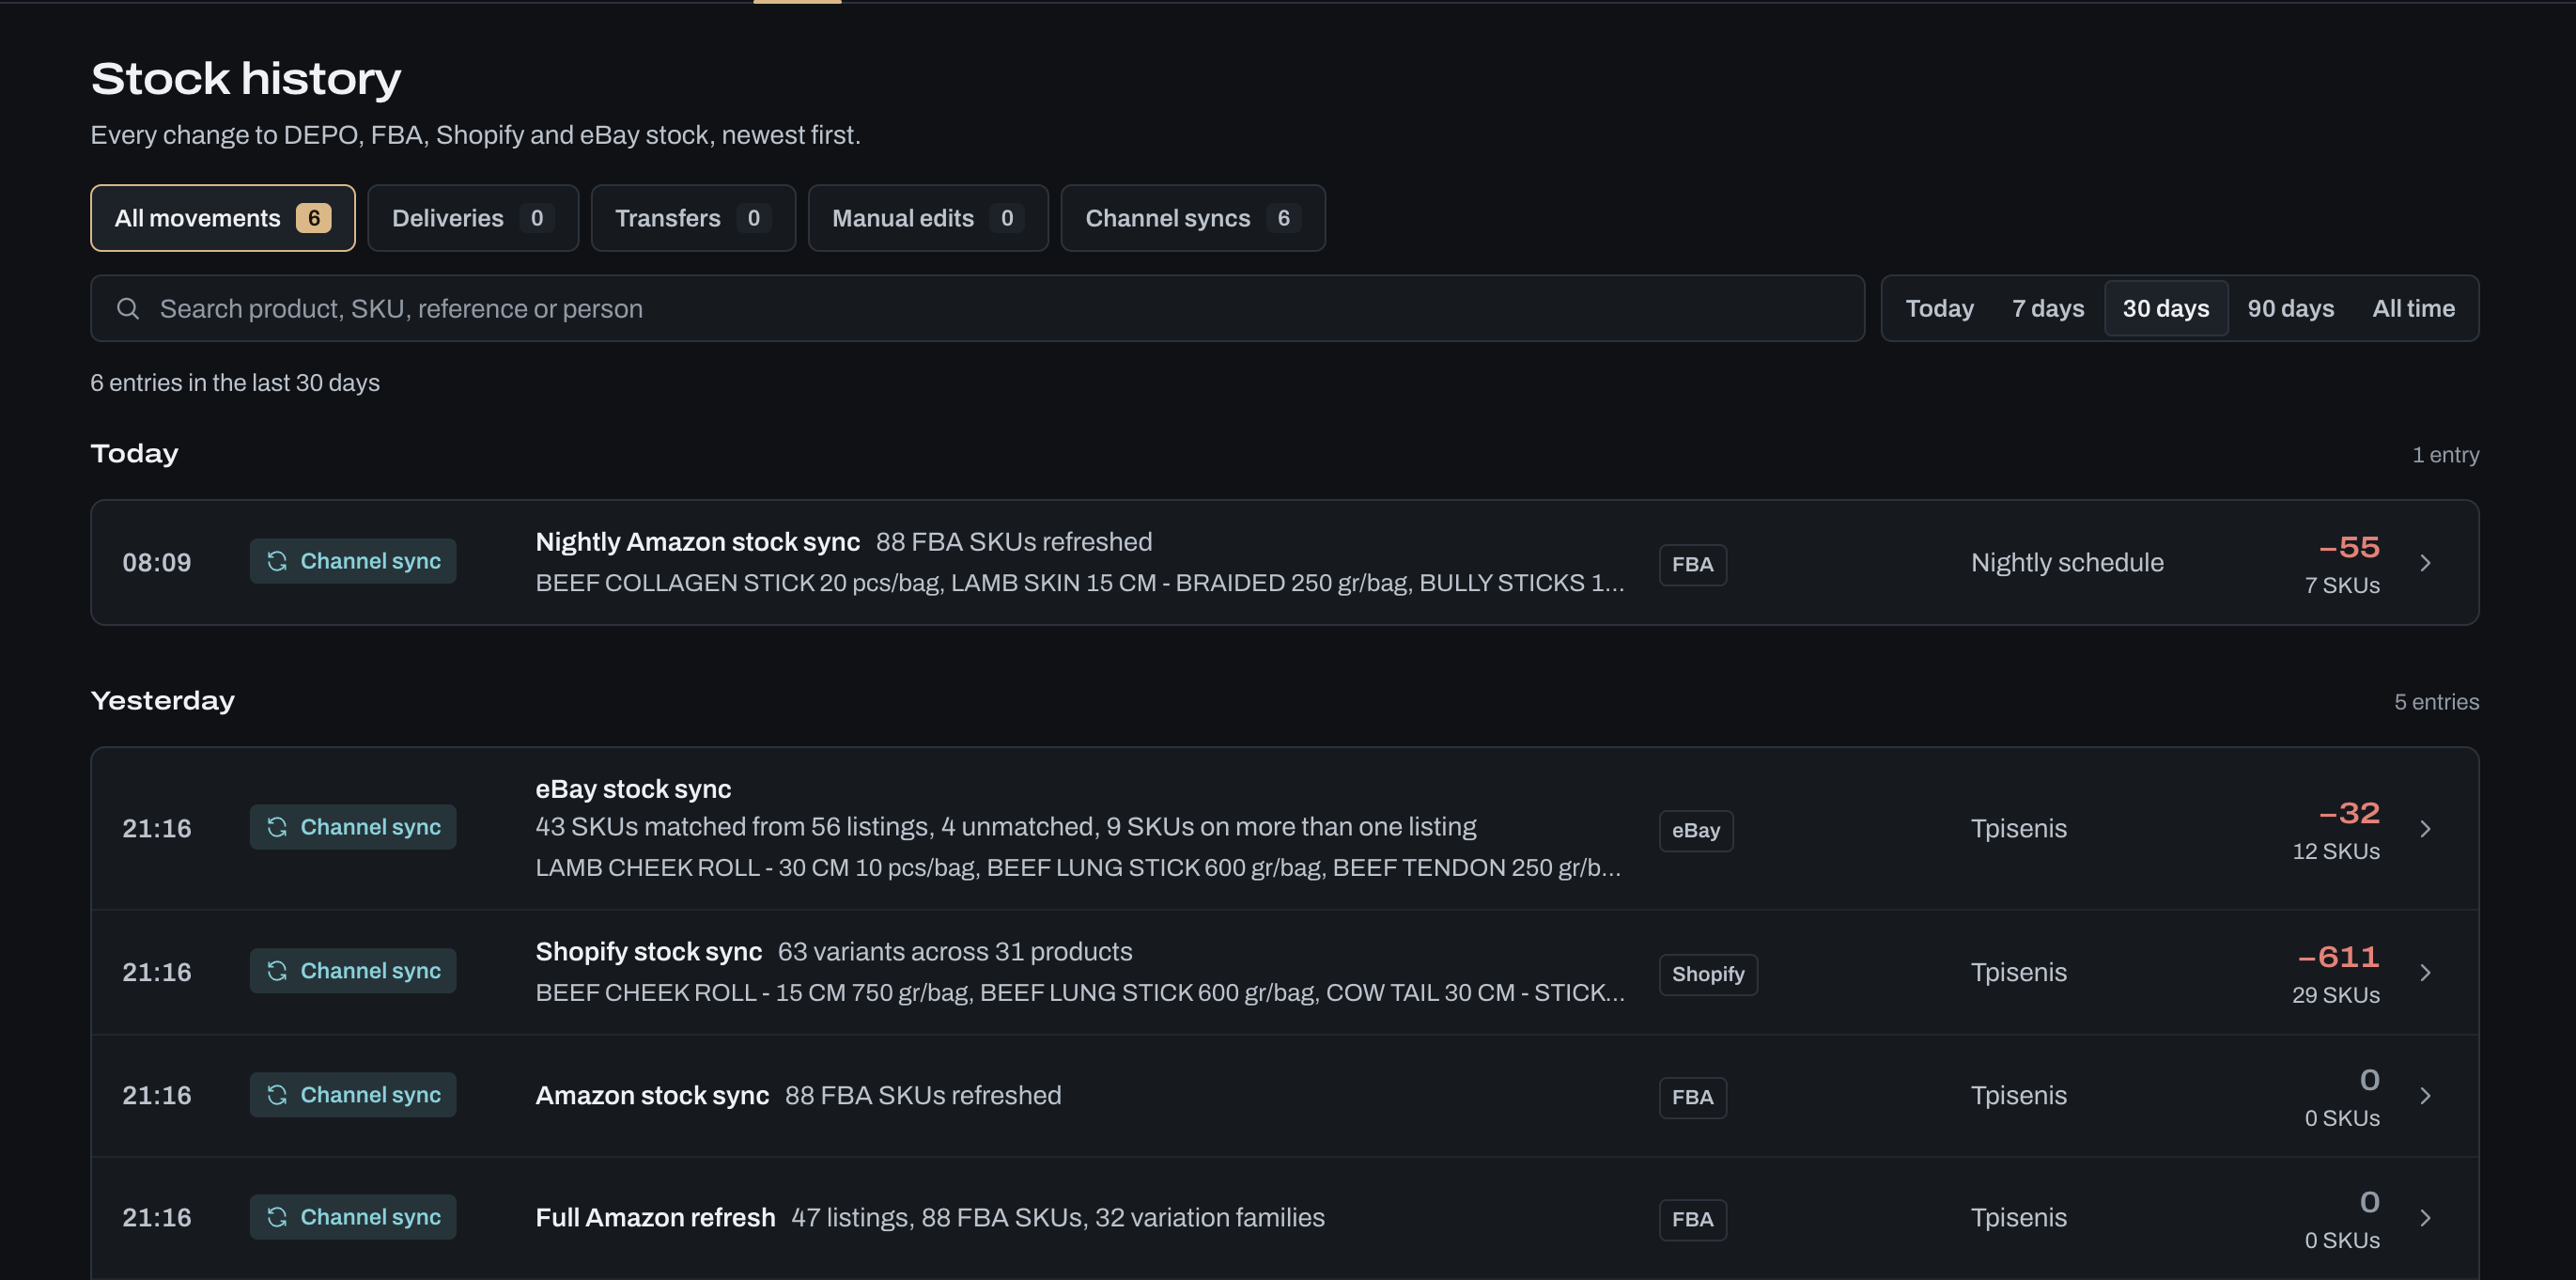 Stock history
Every change to DEPO, FBA, Shopify and eBay stock, newest first.
All movements 6 Deliveries 0 Transfers 0 Manual edits 0 Channel syncs 6
Search product, SKU, reference or person
Today 7 days 30 days 90 days All time
6 entries in the last 30 days
Today 1 entry
08:09 Channel sync
Nightly Amazon stock sync 88 FBA SKUs refreshed
BEEF COLLAGEN STICK 20 pcs/bag, LAMB SKIN 15 CM - BRAIDED 250 gr/bag, BULLY STICKS 1...
FBA
Nightly schedule
−55
7 SKUs
Yesterday 5 entries
21:16 Channel sync
eBay stock sync
43 SKUs matched from 56 listings, 4 unmatched, 9 SKUs on more than one listing
LAMB CHEEK ROLL - 30 CM 10 pcs/bag, BEEF LUNG STICK 600 gr/bag, BEEF TENDON 250 gr/b...
eBay
Tpisenis
−32
12 SKUs
21:16 Channel sync
Shopify stock sync 63 variants across 31 products
BEEF CHEEK ROLL - 15 CM 750 gr/bag, BEEF LUNG STICK 600 gr/bag, COW TAIL 30 CM - STICK...
Shopify
Tpisenis
−611
29 SKUs
21:16 Channel sync
Amazon stock sync 88 FBA SKUs refreshed
FBA
Tpisenis
0
0 SKUs
21:16 Channel sync
Full Amazon refresh 47 listings, 88 FBA SKUs, 32 variation families
FBA
Tpisenis
0
0 SKUs